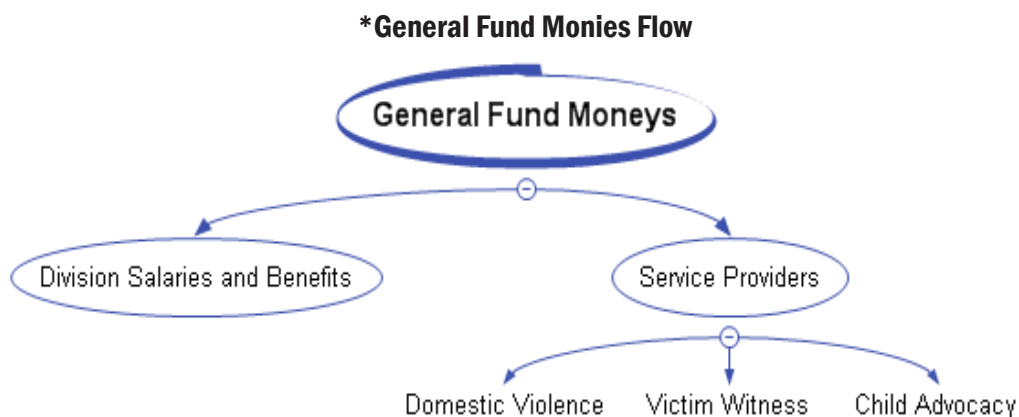 *General Fund Monies Flow
General Fund Moneys
Division Salaries and Benefits
Service Providers
Domestic Violence
Victim Witness
Child Advocacy